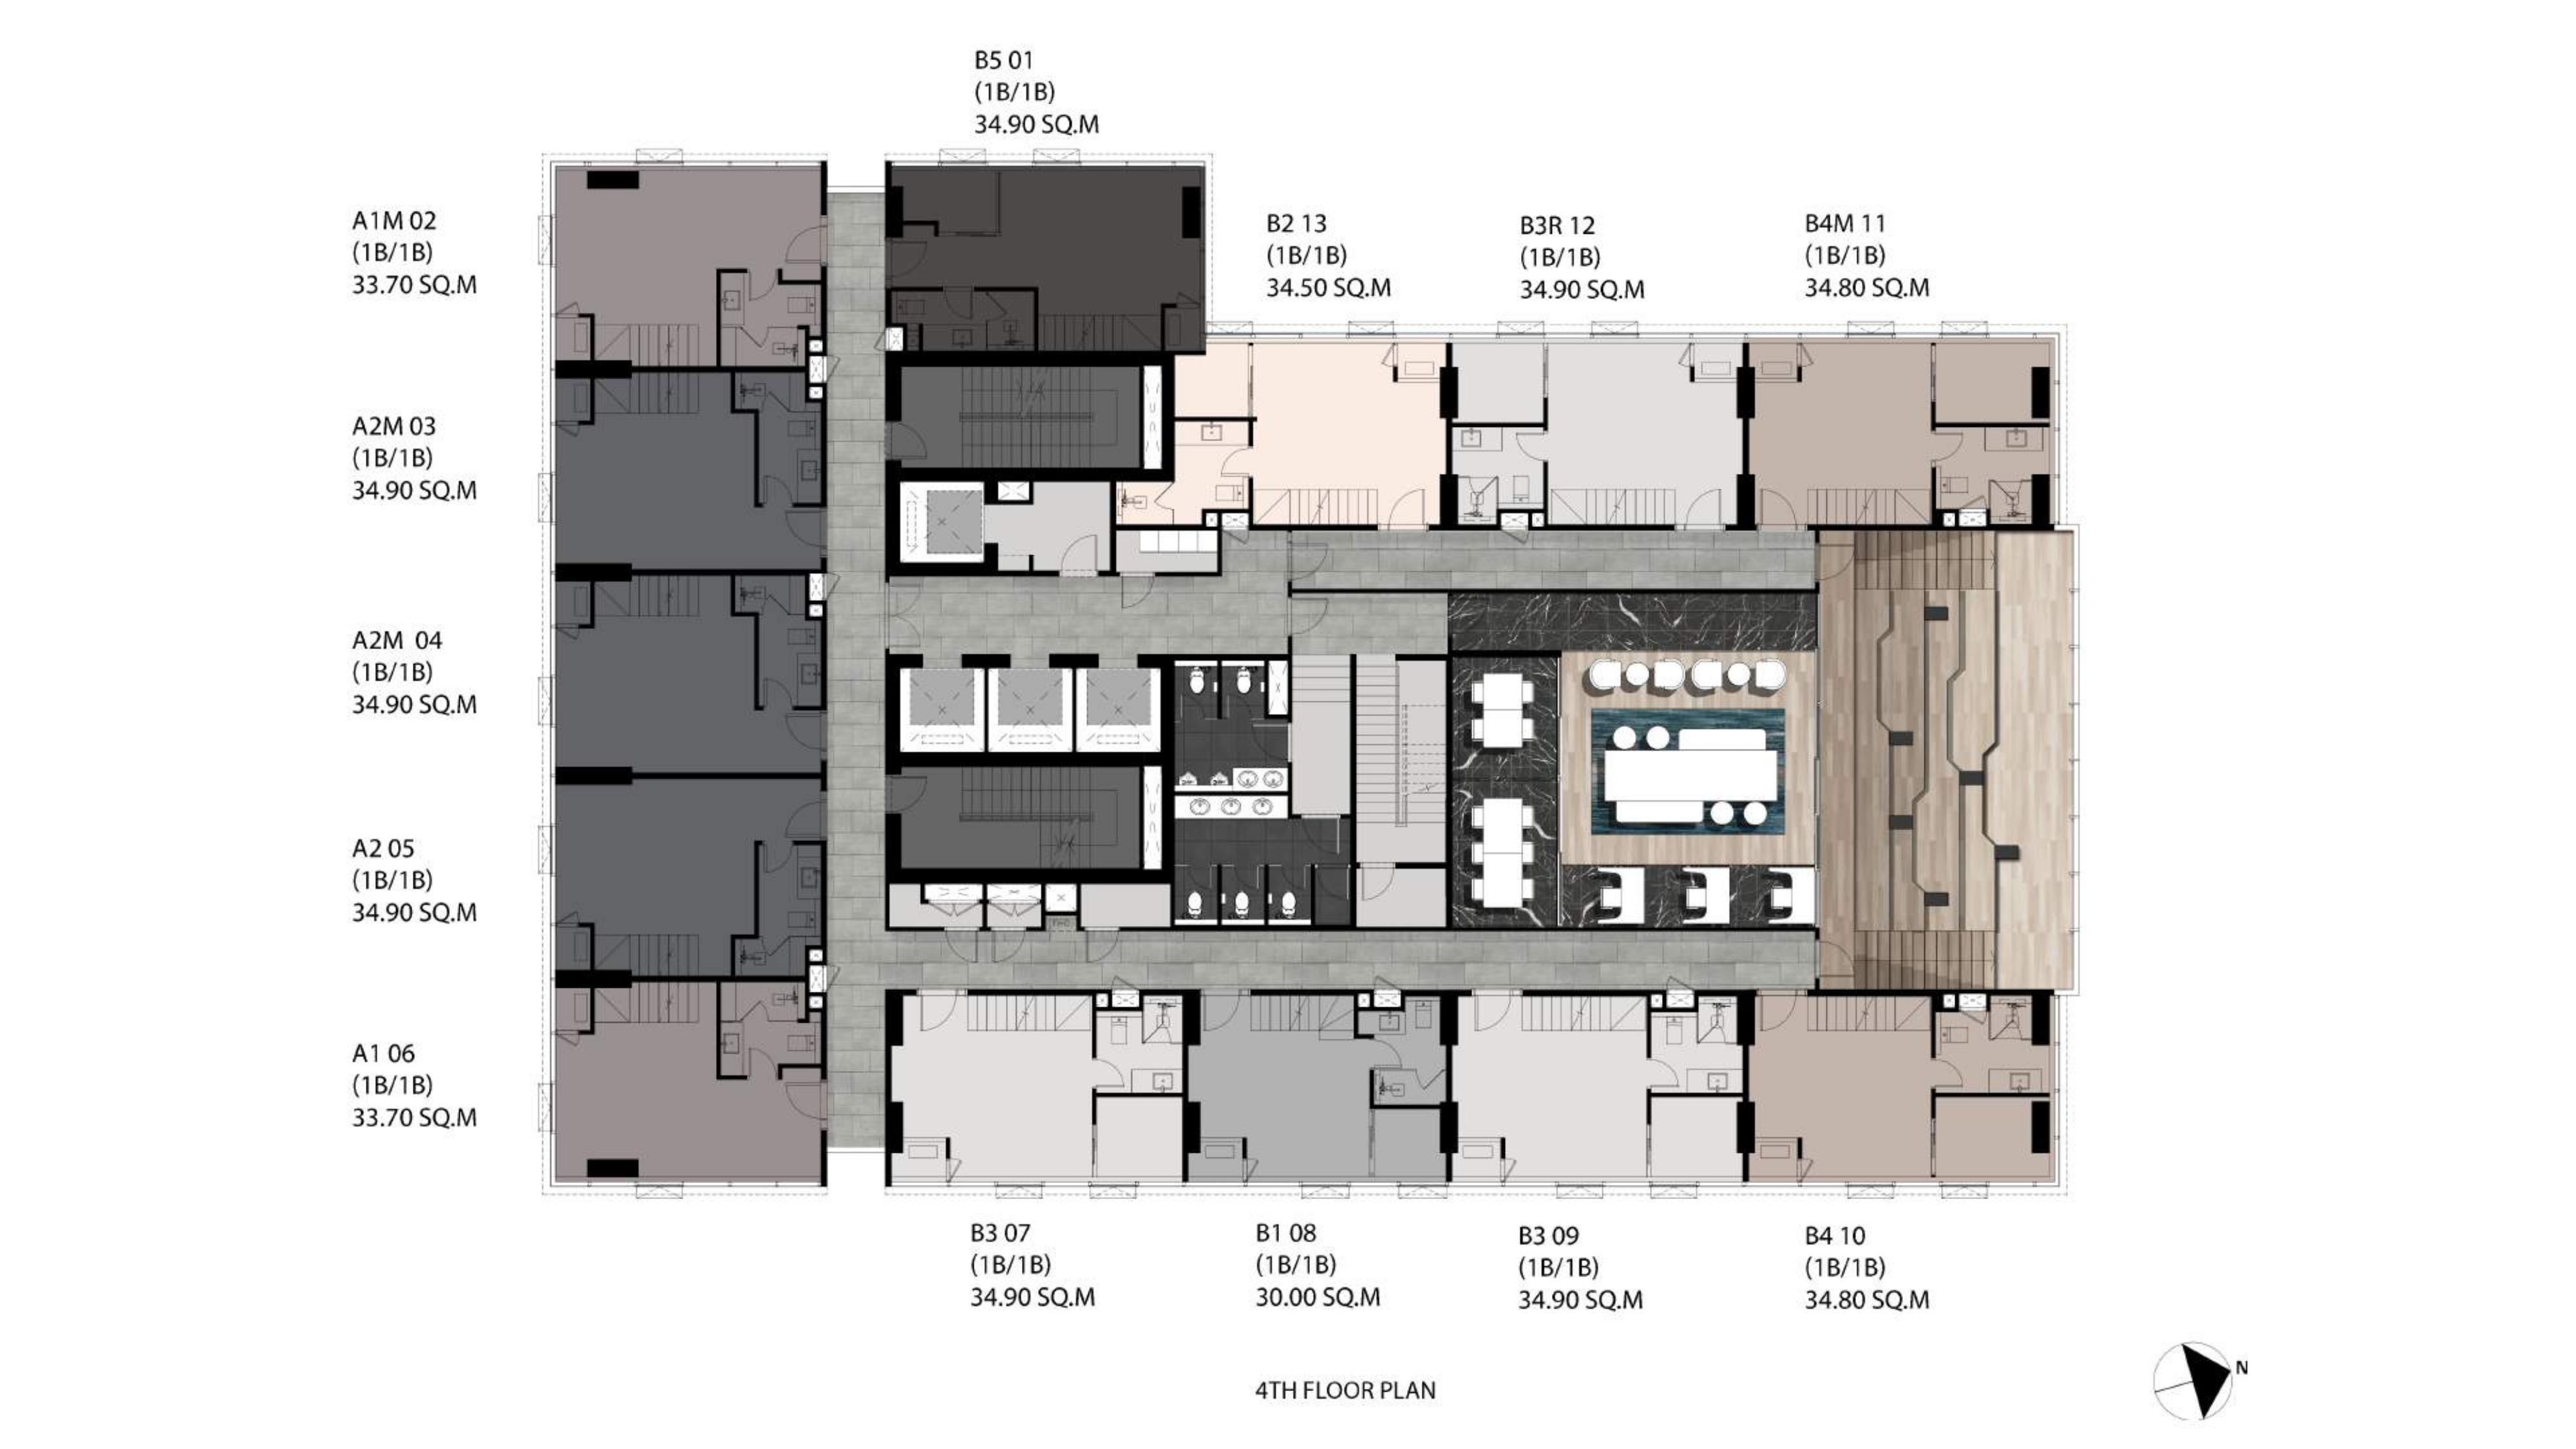 B5 01
(1B/1B)
34.90 SQ.M
A1M 02
(1B/1B)
33.70 SQ.M
B2 13
(1B/1B)
34.50 SQ.M
B3R 12
(1B/1B)
34.90 SQ.M
B4M 11
(1B/1B)
34.80 SQ.M
A2M 03
(1B/1B)
34.90 SQ.M
A2M 04
(1B/1B)
34.90 SQ.M
A2 05
(1B/1B)
34.90 SQ.M
A1 06
(1B/1B)
33.70 SQ.M
B3 07
(1B/1B)
34.90 SQ.M
B1 08
(1B/1B)
30.00 SQ.M
B3 09
(1B/1B)
34.90 SQ.M
B4 10
(1B/1B)
34.80 SQ.M
N
4TH FLOOR PLAN